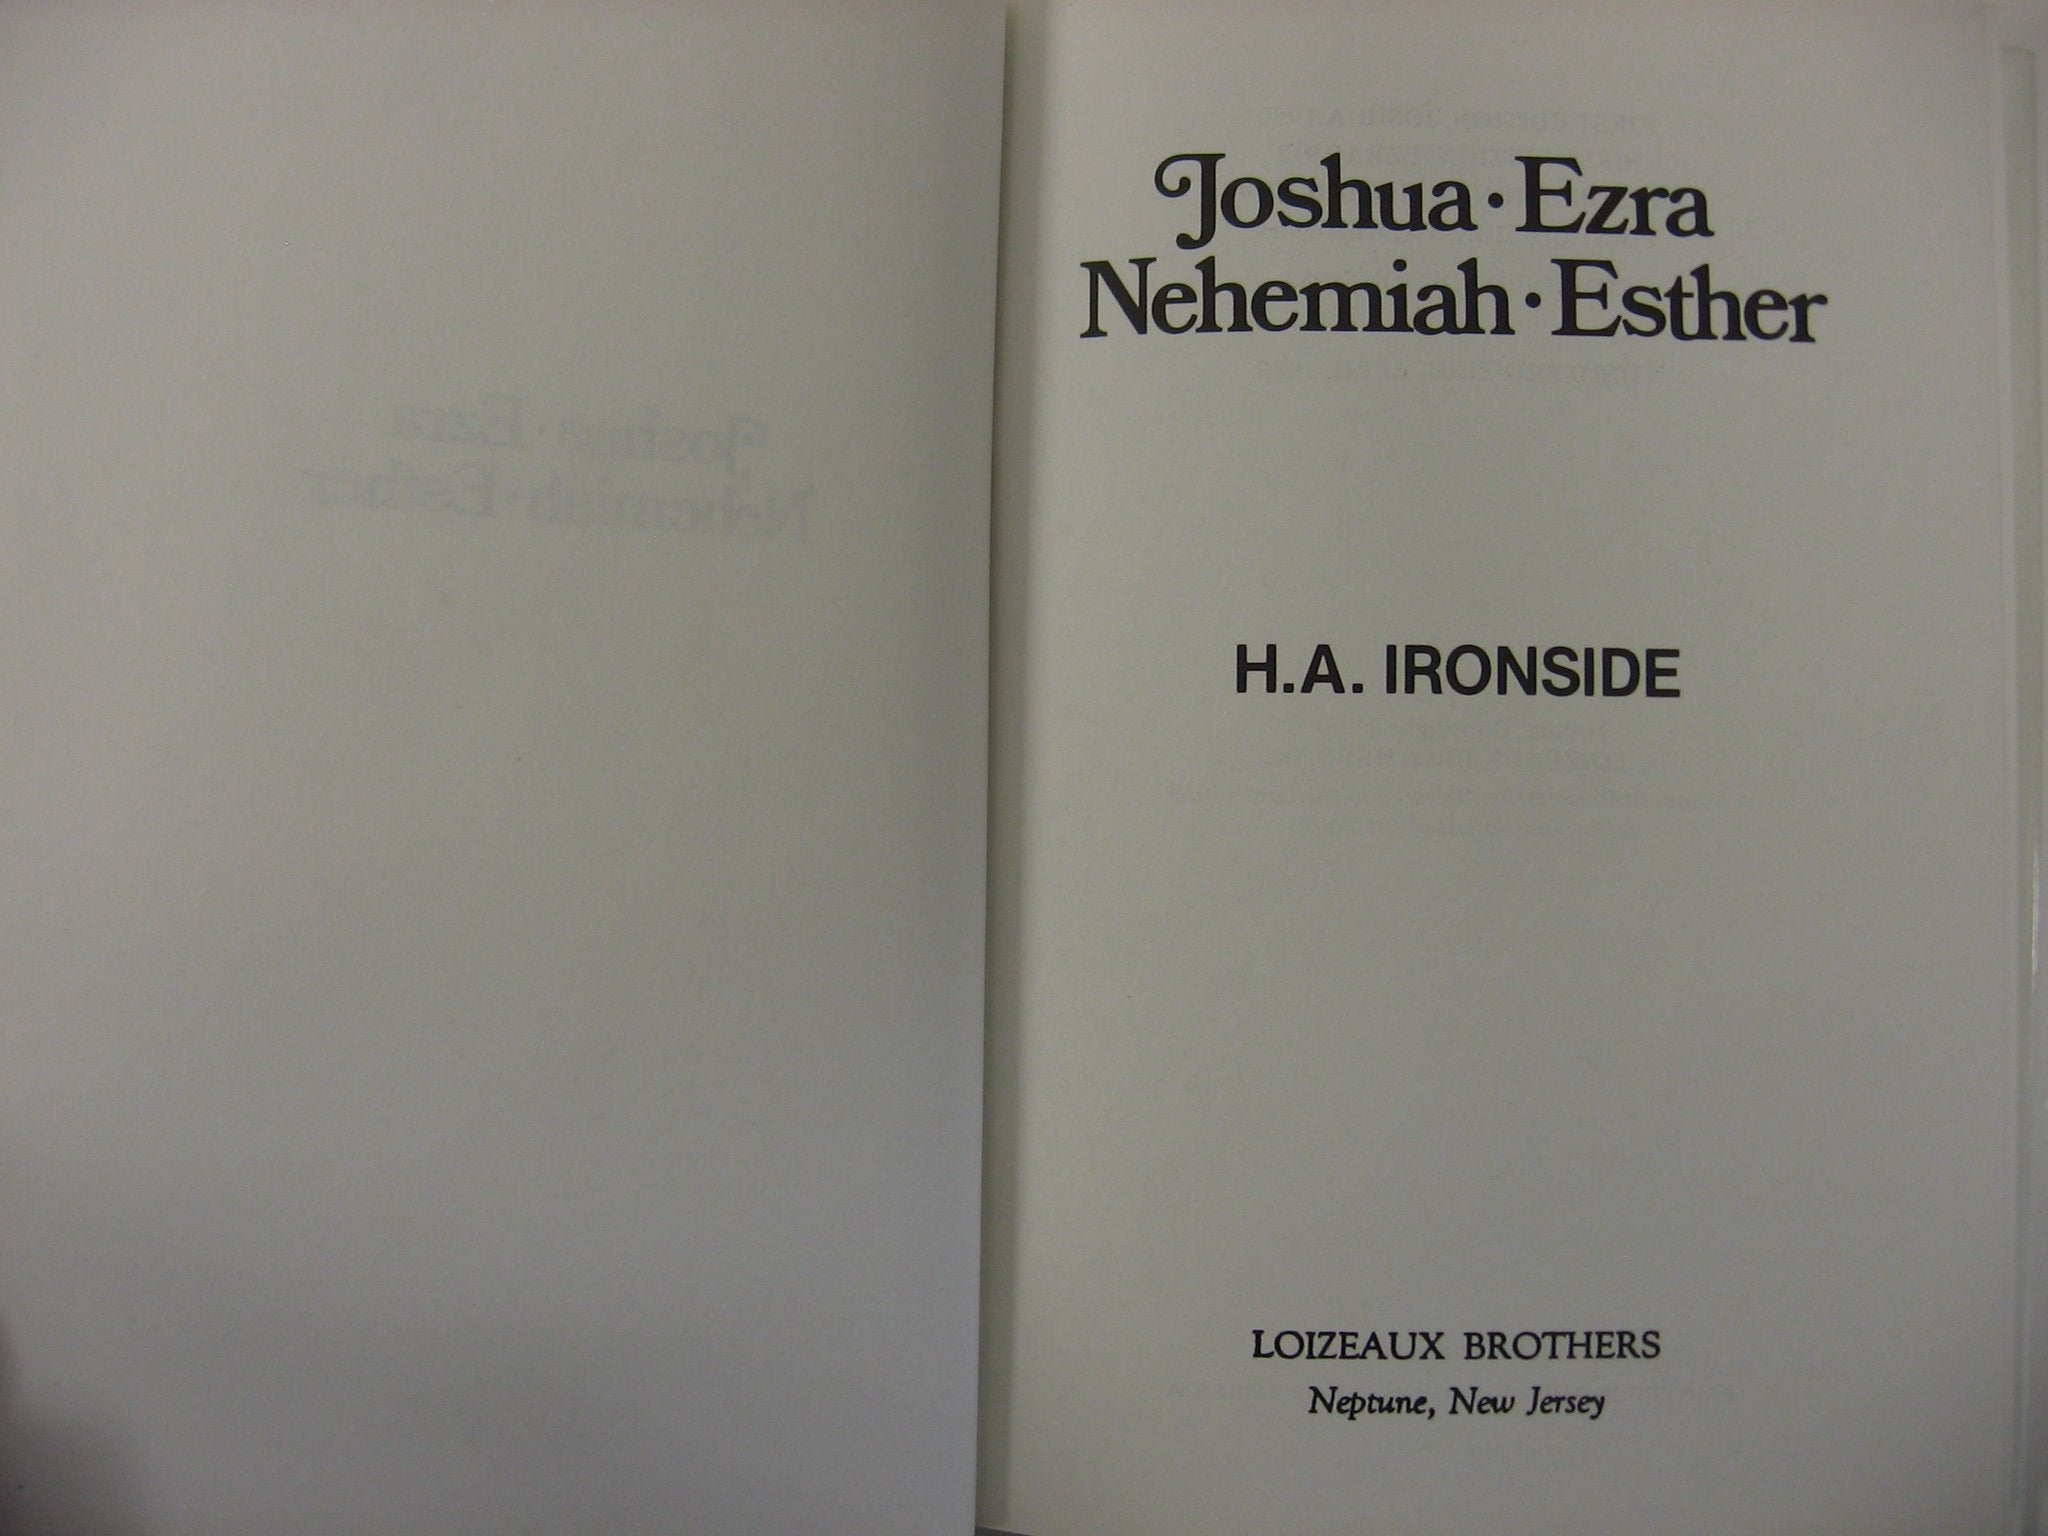 Joshua · Ezra
Nehemiah · Esther
H.A. IRONSIDE
LOIZEAUX BROTHERS
Neptune, New Jersey